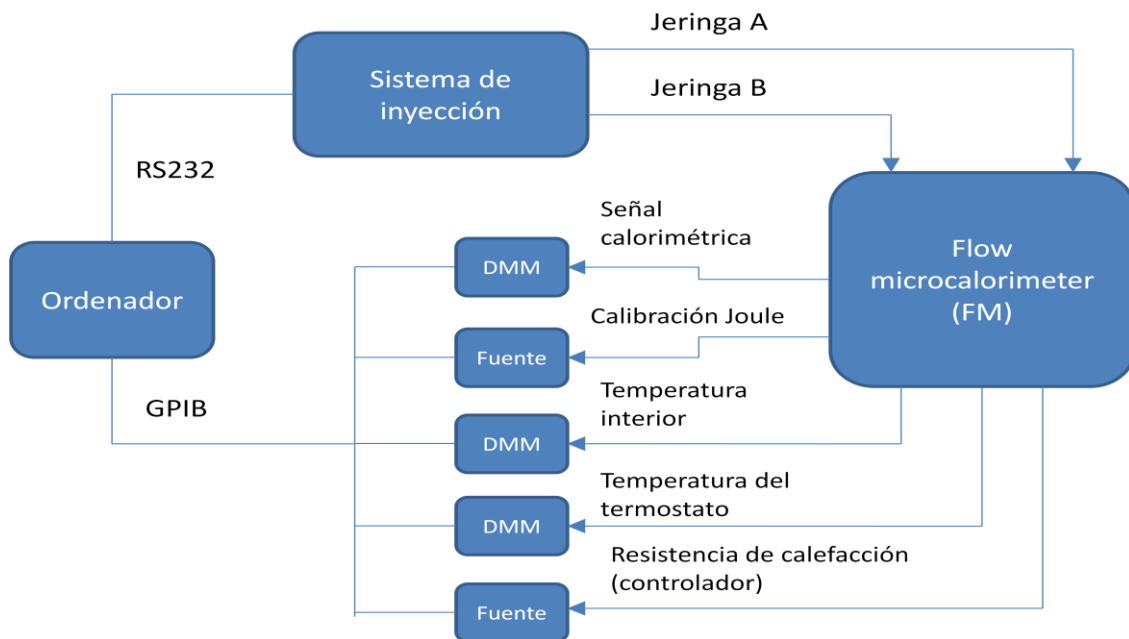 Jeringa A
Sistema de
inyección
Jeringa B
RS232
Señal
calorimétrica
Flow
microcalorimeter
(FM)
DMM
Ordenador
Calibración Joule
Fuente
Temperatura
interior
GPIB
DMM
Temperatura del
termostato
DMM
Resistencia de calefacción
(controlador)
Fuente